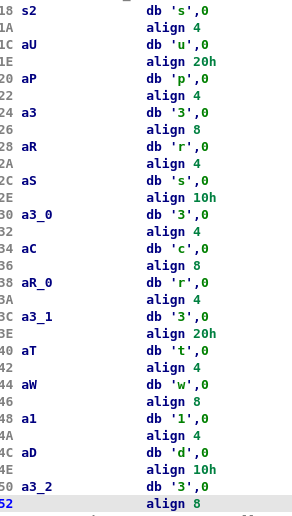 18 s2 db 's',0
1A align 4
1C aU db 'u',0
1E align 20h
20 aP db 'p',0
22 align 4
24 a3 db '3',0
26 align 8
28 aR db 'r',0
2A align 4
2C aS db 's',0
2E align 10h
30 a3_0 db '3',0
32 align 4
34 aC db 'c',0
36 align 8
38 aR_0 db 'r',0
3A align 4
3C a3_1 db '3',0
3E align 20h
40 aT db 't',0
42 align 4
44 aW db 'w',0
46 align 8
48 a1 db '1',0
4A align 4
4C aD db 'd',0
4E align 10h
50 a3_2 db '3',0
52 align 8